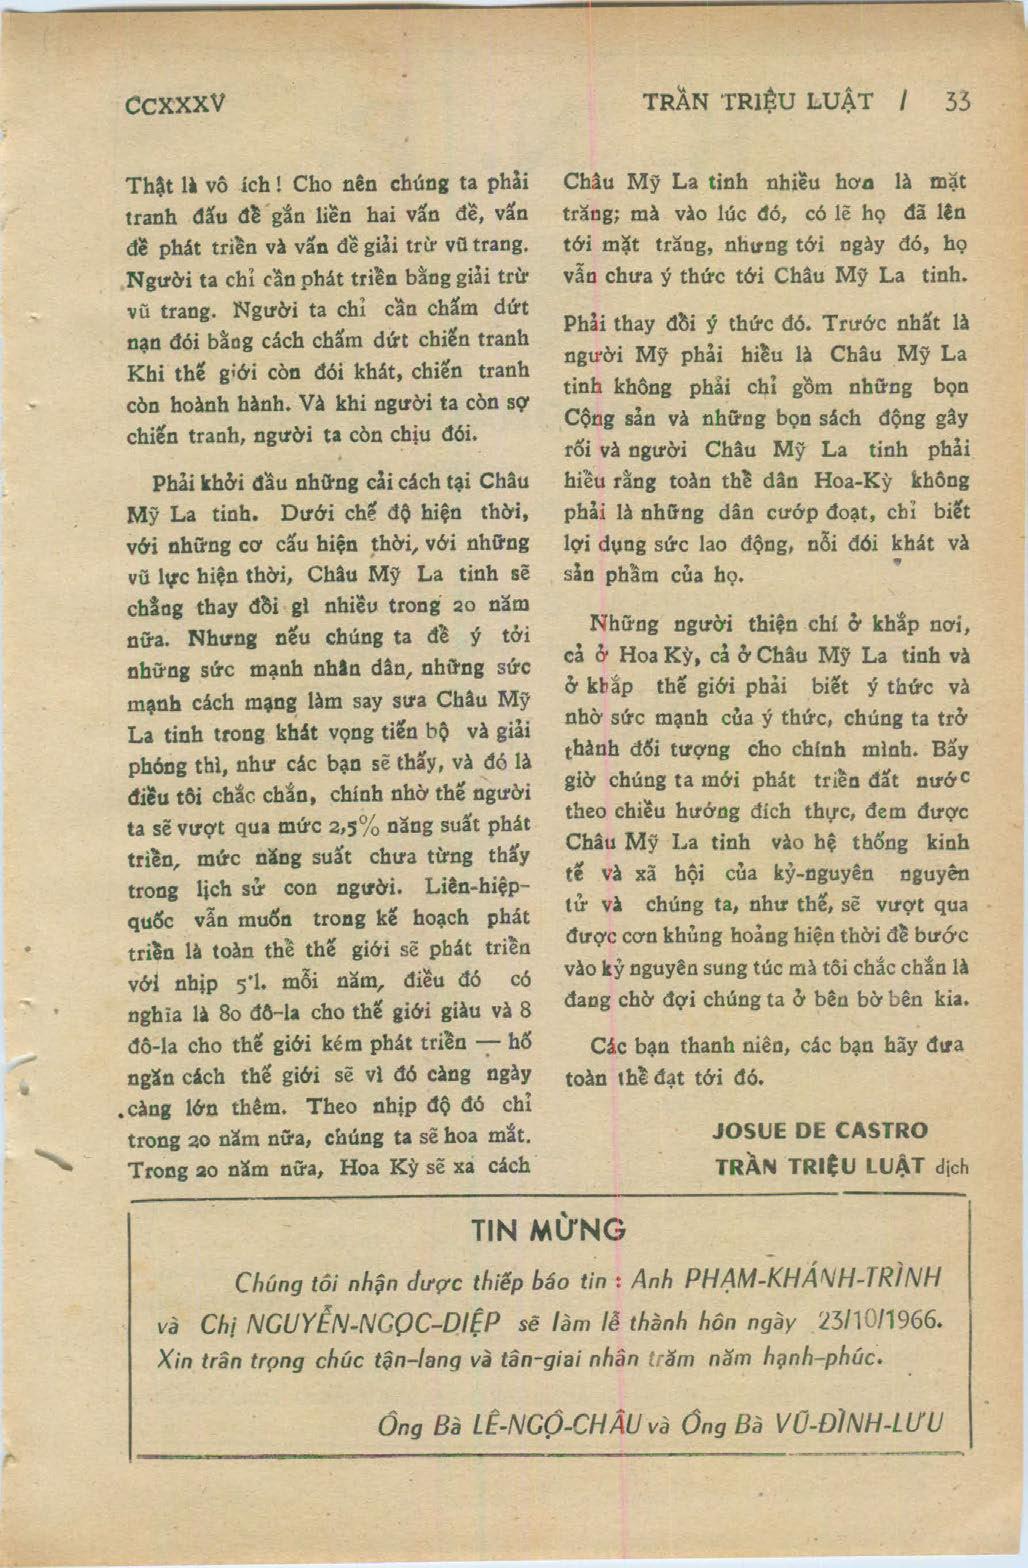 CCXXXV
TRẦN TRIỆU LUẬT / 33
Thật là vô ích ! Cho nên chúng ta phải
tranh đấu để gắn liền hai vấn đề, vấn
đề phát triển và vấn đề giải trừ vũ trang.
Người ta chỉ cần phát triển bằng giải trừ
vũ trang. Người ta chỉ cần chấm dứt
nạn đói bằng cách chấm dứt chiến tranh
Khi thế giới còn đói khát, chiến tranh
còn hoành hành. Và khi người ta còn sợ
chiến tranh, người ta còn chịu đói.
Phải khởi đầu những cải cách tại Châu
Mỹ La tinh. Dưới chế độ hiện thời,
với những cơ cấu hiện thời, với những
vũ lực hiện thời, Châu Mỹ La tinh sẽ
chẳng thay đổi gì nhiều trong 20 năm
nữa. Nhưng nếu chúng ta để ý tới
những sức mạnh nhân dân, những sức
mạnh cách mạng làm say sưa Châu Mỹ
La tinh trong khát vọng tiến bộ và giải
phóng thì, như các bạn sẽ thấy, và đó là
điều tôi chắc chắn, chính nhờ thế người
ta sẽ vượt qua mức 2,5% năng suất phát
triển, mức năng suất chưa từng thấy
trong lịch sử con người. Liên-hiệp-
quốc vẫn muốn trong kế hoạch phát
triển là toàn thể thế giới sẽ phát triển
với nhịp 5'l. mỗi năm, điều đó có
nghĩa là 80 đô-la cho thế giới giàu và 8
đô-la cho thế giới kém phát triển — hố
ngăn cách thế giới sẽ vì đó càng ngày
càng lớn thêm. Theo nhịp độ đó chỉ
trong 20 năm nữa, chúng ta sẽ hoa mắt.
Trong 20 năm nữa, Hoa Kỳ sẽ xa cách
Châu Mỹ La tinh nhiều hơn là mặt
trăng; mà vào lúc đó, có lẽ họ đã lên
tới mặt trăng, nhưng tới ngày đó, họ
vẫn chưa ý thức tới Châu Mỹ La tinh.
Phải thay đổi ý thức đó. Trước nhất là
người Mỹ phải hiểu là Châu Mỹ La
tinh không phải chỉ gồm những bọn
Cộng sản và những bọn sách động gây
rối và người Châu Mỹ La tinh phải
hiểu rằng toàn thể dân Hoa-Kỳ không
phải là những dân cướp đoạt, chỉ biết
lợi dụng sức lao động, nỗi đói khát và
sản phẩm của họ.
Những người thiện chí ở khắp nơi,
cả ở Hoa Kỳ, cả ở Châu Mỹ La tinh và
ở khắp thế giới phải biết ý thức và
nhờ sức mạnh của ý thức, chúng ta trở
thành đối tượng cho chính mình. Bấy
giờ chúng ta mới phát triển đất nước
theo chiều hướng đích thực, đem được
Châu Mỹ La tinh vào hệ thống kinh
tế và xã hội của kỷ-nguyên nguyên
tử và chúng ta, như thế, sẽ vượt qua
được cơn khủng hoảng hiện thời để bước
vào kỷ nguyên sung túc mà tôi chắc chắn là
đang chờ đợi chúng ta ở bên bờ bên kia.
Các bạn thanh niên, các bạn hãy đưa
toàn thể đạt tới đó.
JOSUE DE CASTRO
TRẦN TRIỆU LUẬT dịch
TIN MỪNG
Chúng tôi nhận được thiếp báo tin : Anh PHẠM-KHÁNH-TRÌNH
và Chị NGUYỄN-NGỌC-DIỆP sẽ làm lễ thành hôn ngày 23/10/1966.
Xin trân trọng chúc tận-lang và tân-giai nhân trăm năm hạnh-phúc.
Ông Bà LÊ-NGỘ-CHÂU và Ông Bà VŨ-ĐÌNH-LƯU